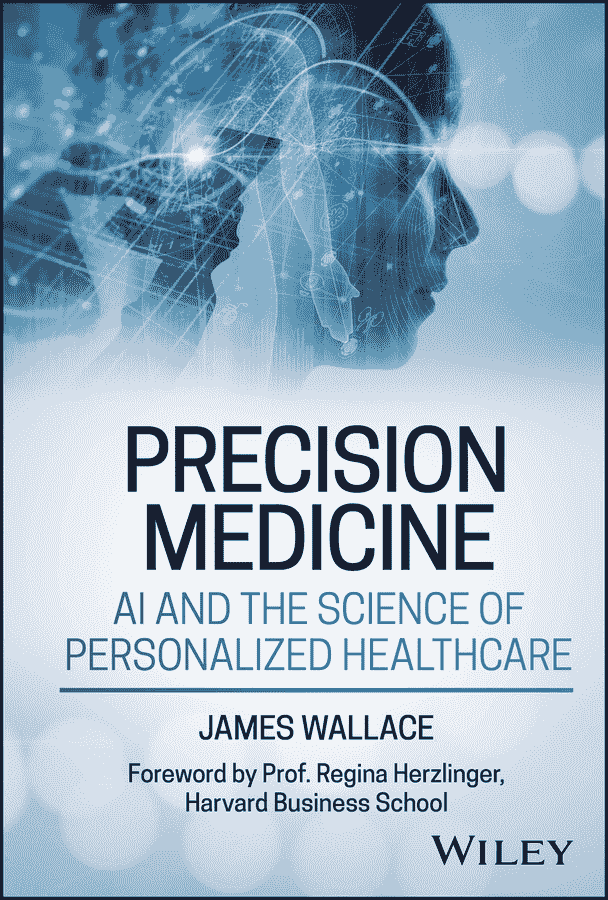 PRECISION
MEDICINE
AI AND THE SCIENCE OF
PERSONALIZED HEALTHCARE
JAMES WALLACE
Foreword by Prof. Regina Herzlinger,
Harvard Business School
WILEY